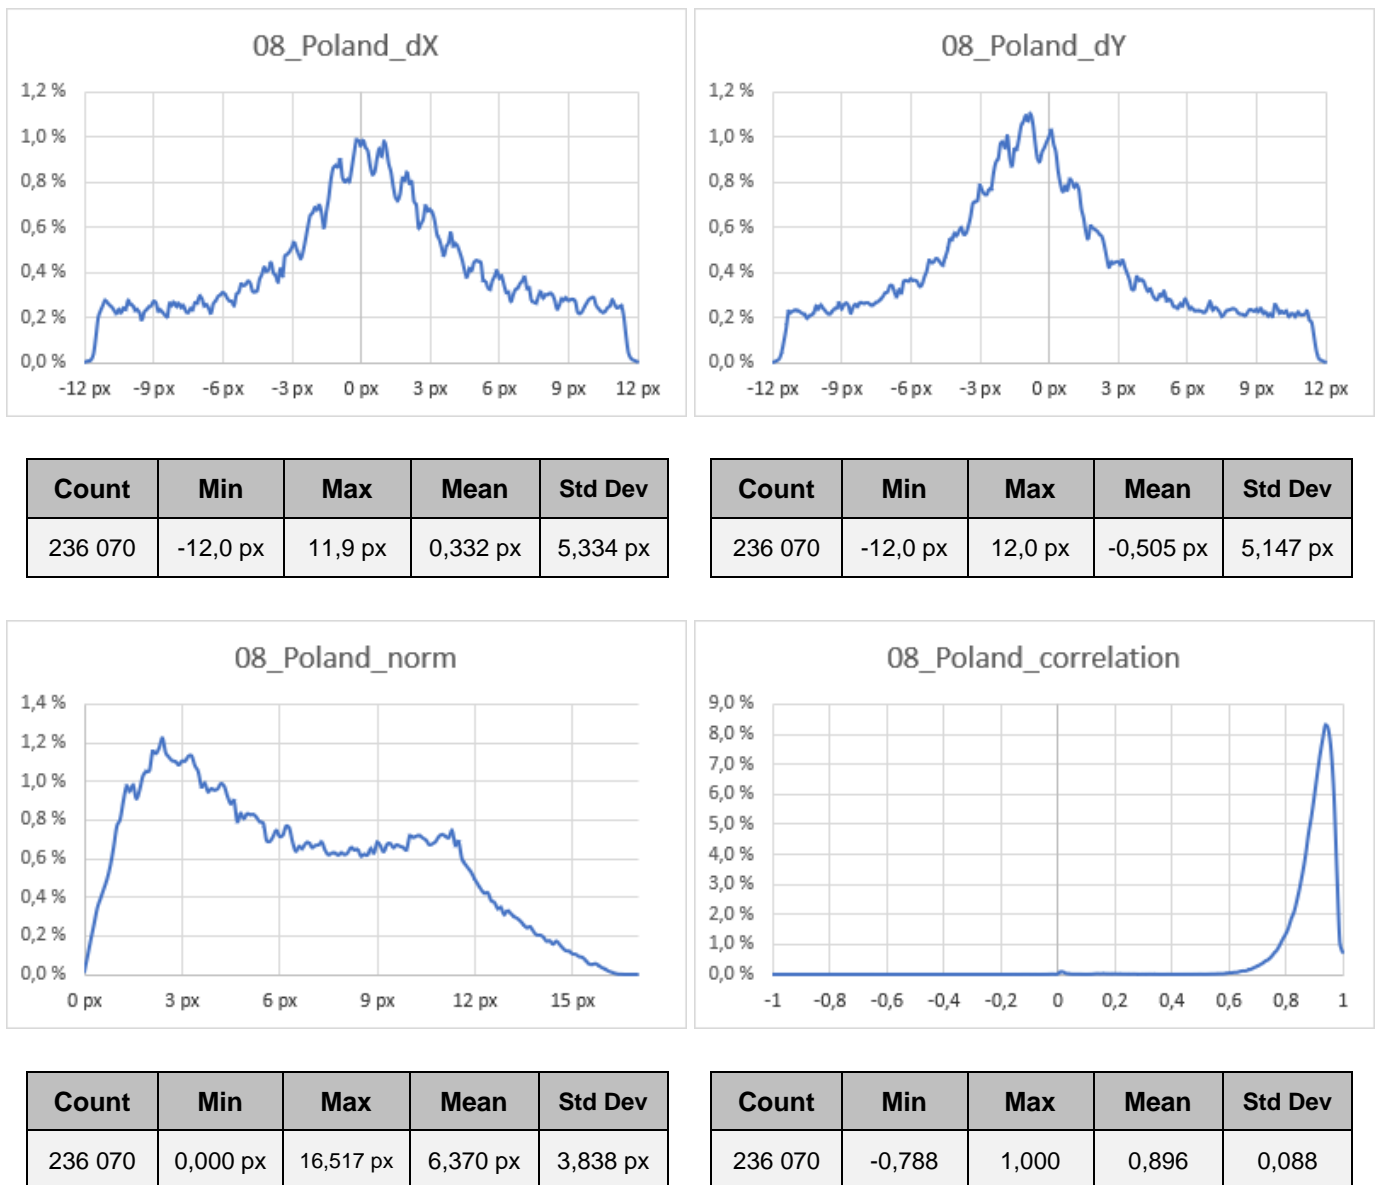 08_Poland_dX
1,2 %
1,0 %
0,8 %
0,6 %
0,4 %
0,2 %
0,0 %
-12 px -9 px -6 px -3 px 0 px 3 px 6 px 9 px 12 px
08_Poland_dY
1,2 %
1,0 %
0,8 %
0,6 %
0,4 %
0,2 %
0,0 %
-12 px -9 px -6 px -3 px 0 px 3 px 6 px 9 px 12 px
Count Min Max Mean Std Dev
236 070 -12,0 px 11,9 px 0,332 px 5,334 px
Count Min Max Mean Std Dev
236 070 -12,0 px 12,0 px -0,505 px 5,147 px
08_Poland_norm
1,4 %
1,2 %
1,0 %
0,8 %
0,6 %
0,4 %
0,2 %
0,0 %
0 px 3 px 6 px 9 px 12 px 15 px
08_Poland_correlation
9,0 %
8,0 %
7,0 %
6,0 %
5,0 %
4,0 %
3,0 %
2,0 %
1,0 %
0,0 %
-1 -0,8 -0,6 -0,4 -0,2 0 0,2 0,4 0,6 0,8 1
Count Min Max Mean Std Dev
236 070 0,000 px 16,517 px 6,370 px 3,838 px
Count Min Max Mean Std Dev
236 070 -0,788 1,000 0,896 0,088